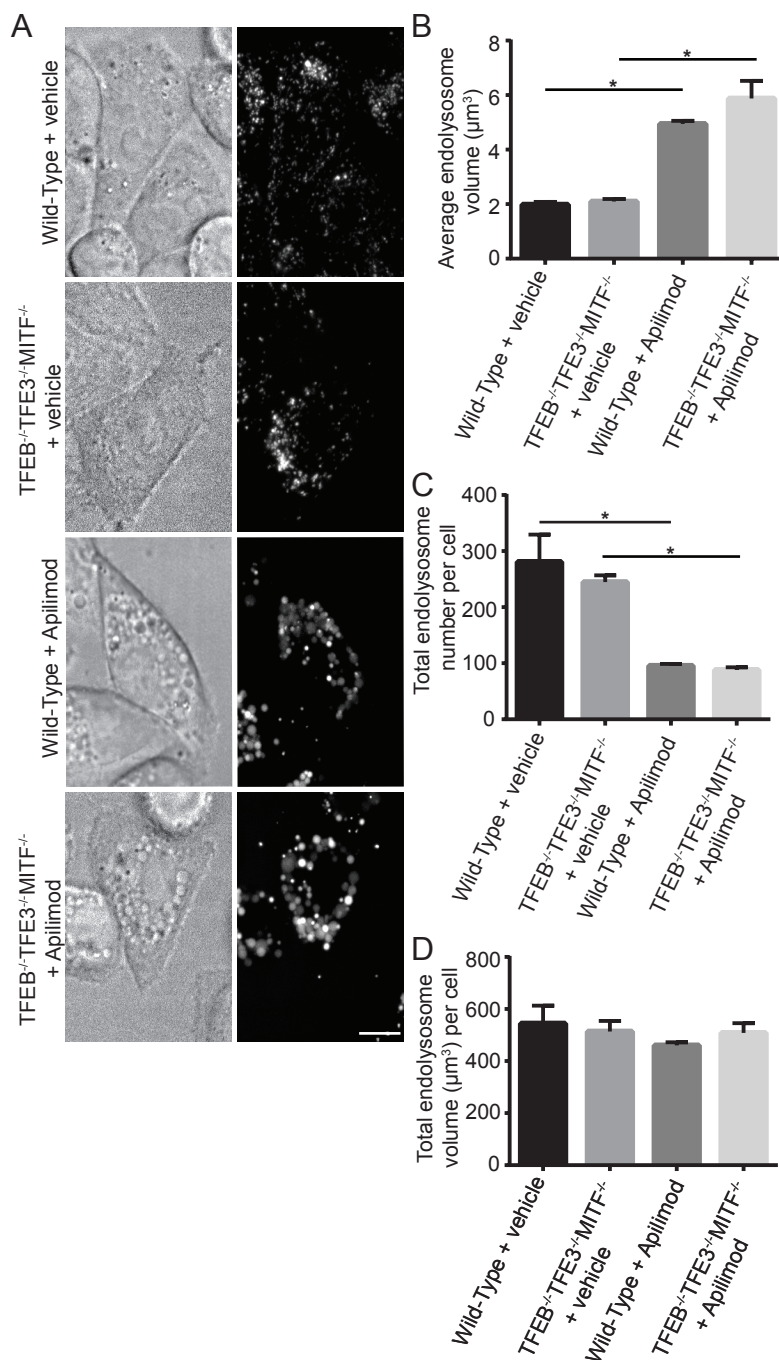 A
Wild-Type + vehicle
TFEB-/-TFE3-/-MITF-/-
+ vehicle
Wild-Type + Apilimod
TFEB-/-TFE3-/-MITF-/-
+ Apilimod
B
Average endolysosome
volume (µm³)
8
6
4
2
0
*
*
Wild-Type + vehicle
TFEB-/-TFE3-/-MITF-/-
+ vehicle
Wild-Type + Apilimod
TFEB-/-TFE3-/-MITF-/-
+ Apilimod
C
Total endolysosome
number per cell
400
300
200
100
0
*
*
Wild-Type + vehicle
TFEB-/-TFE3-/-MITF-/-
+ vehicle
Wild-Type + Apilimod
TFEB-/-TFE3-/-MITF-/-
+ Apilimod
D
Total endolysosome
volume (µm³) per cell
800
600
400
200
0
Wild-Type + vehicle
TFEB-/-TFE3-/-MITF-/-
+ vehicle
Wild-Type + Apilimod
TFEB-/-TFE3-/-MITF-/-
+ Apilimod